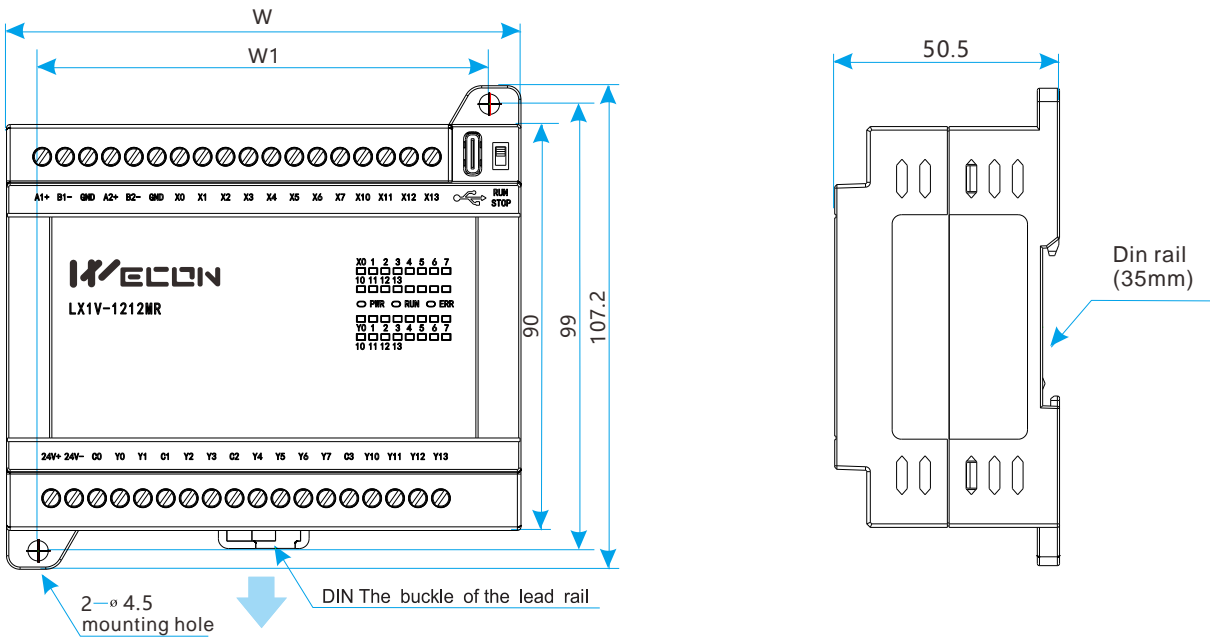 W
W1
50.5
A1+ B1- GND A2+ B2- GND X0 X1 X2 X3 X4 X5 X6 X7 X10 X11 X12 X13
RUN
STOP
WECON
LX1V-1212MR
X0 1 2 3 4 5 6 7
10 11 12 13
PWR RUN ERR
Y0 1 2 3 4 5 6 7
10 11 12 13
90
99
107.2
Din rail
(35mm)
24V+ 24V- C0 Y0 Y1 C1 Y2 Y3 C2 Y4 Y5 Y6 Y7 C3 Y10 Y11 Y12 Y13
2—ø 4.5
mounting hole
DIN The buckle of the lead rail